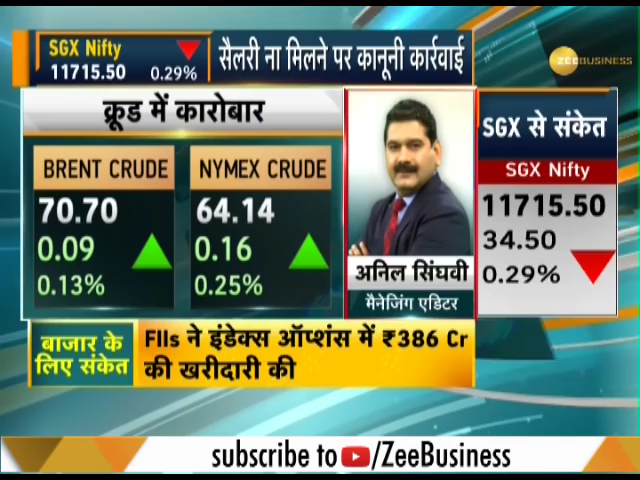 SGX Nifty
11715.50 0.29%
सैलरी ना मिलने पर कानूनी कार्रवाई
ZEEBUSINESS
क्रूड में कारोबार
BRENT CRUDE
70.70
0.09
0.13%
NYMEX CRUDE
64.14
0.16
0.25%
अनिल सिंघवी
मैनेजिंग एडिटर
SGX से संकेत
SGX Nifty
11715.50
34.50
0.29%
बाजार के
लिए संकेत
FIIs ने इंडेक्स ऑप्शंस में ₹386 Cr
की खरीदारी की
subscribe to /ZeeBusiness